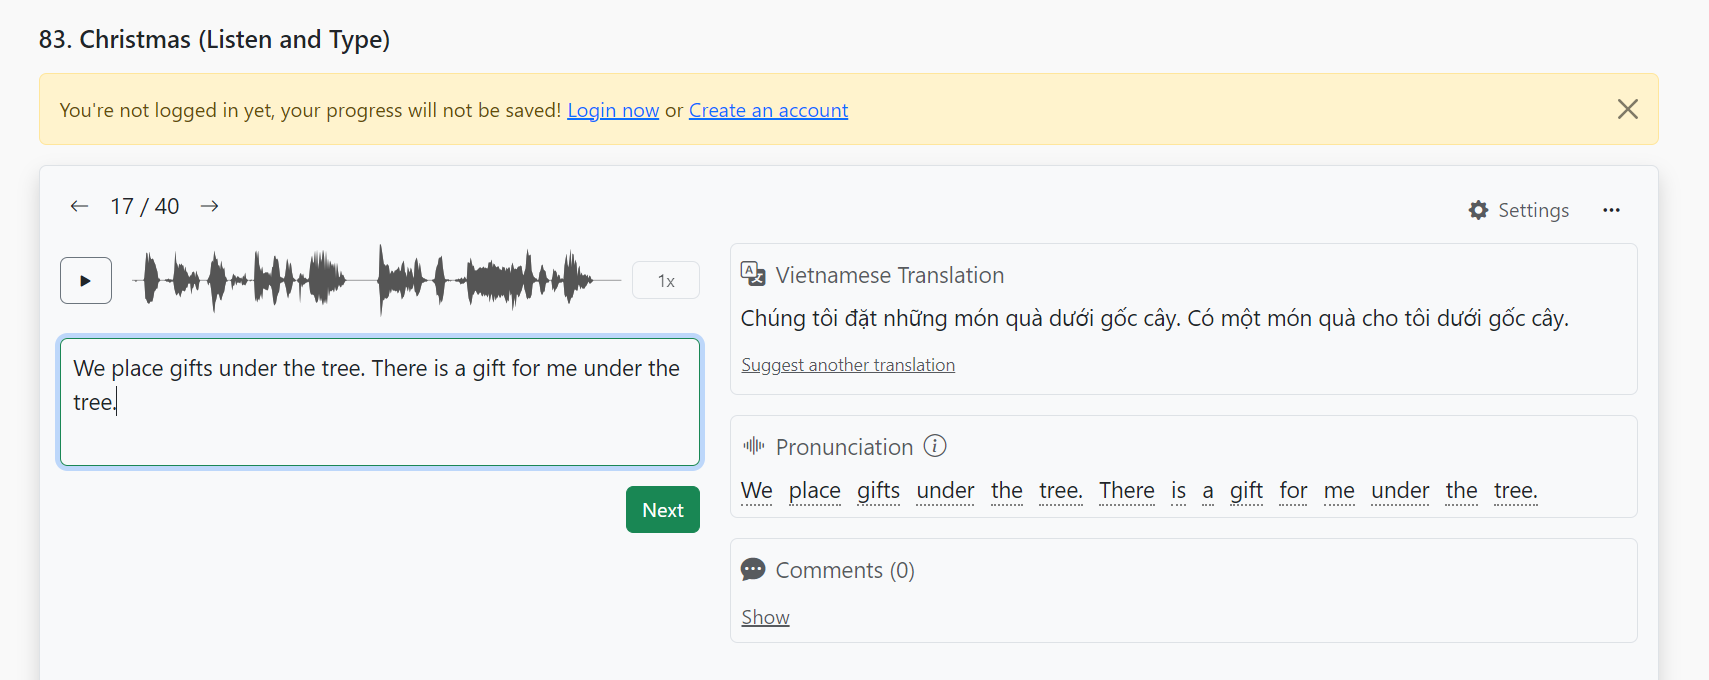 83. Christmas (Listen and Type)
You're not logged in yet, your progress will not be saved! Login now or Create an account
17 / 40
Settings
1x
We place gifts under the tree. There is a gift for me under the
tree.
Next
Vietnamese Translation
Chúng tôi đặt những món quà dưới gốc cây. Có một món quà cho tôi dưới gốc cây.
Suggest another translation
Pronunciation
We place gifts under the tree. There is a gift for me under the tree.
Comments (0)
Show